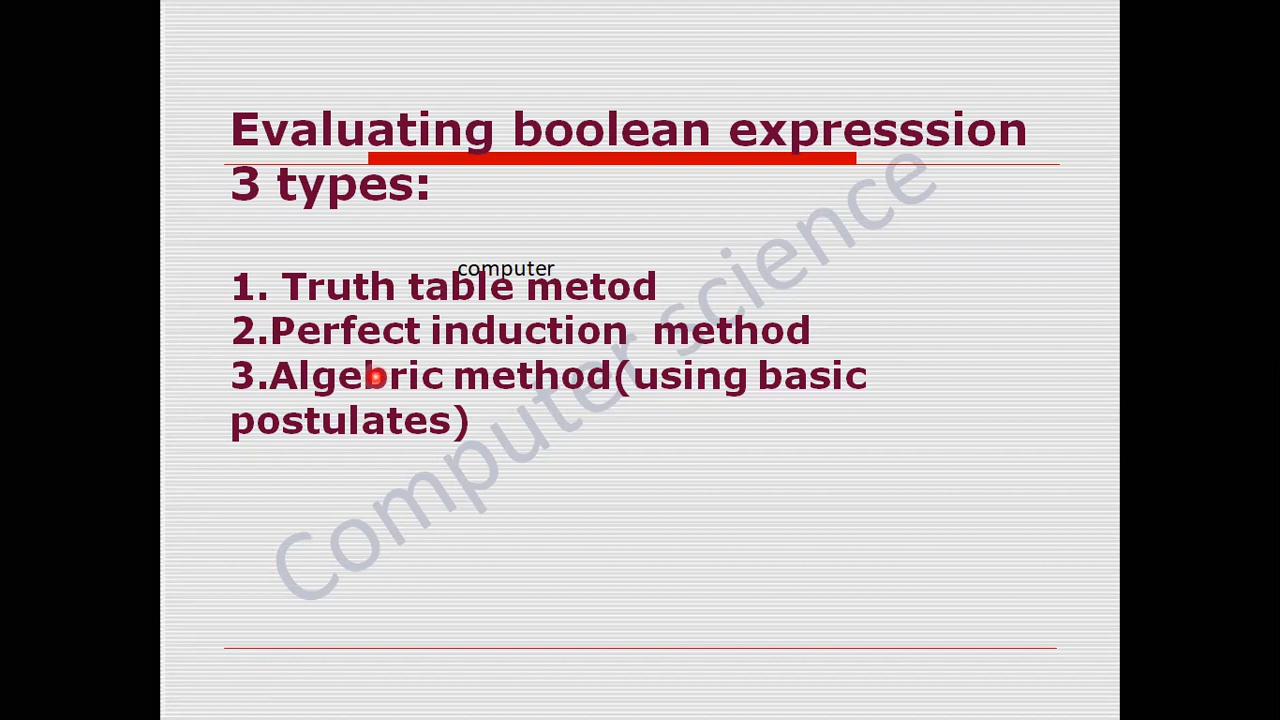 Evaluating boolean expresssion
3 types:
computer
1. Truth table metod
2.Perfect induction method
3.Algebric method(using basic
postulates)
Computer science